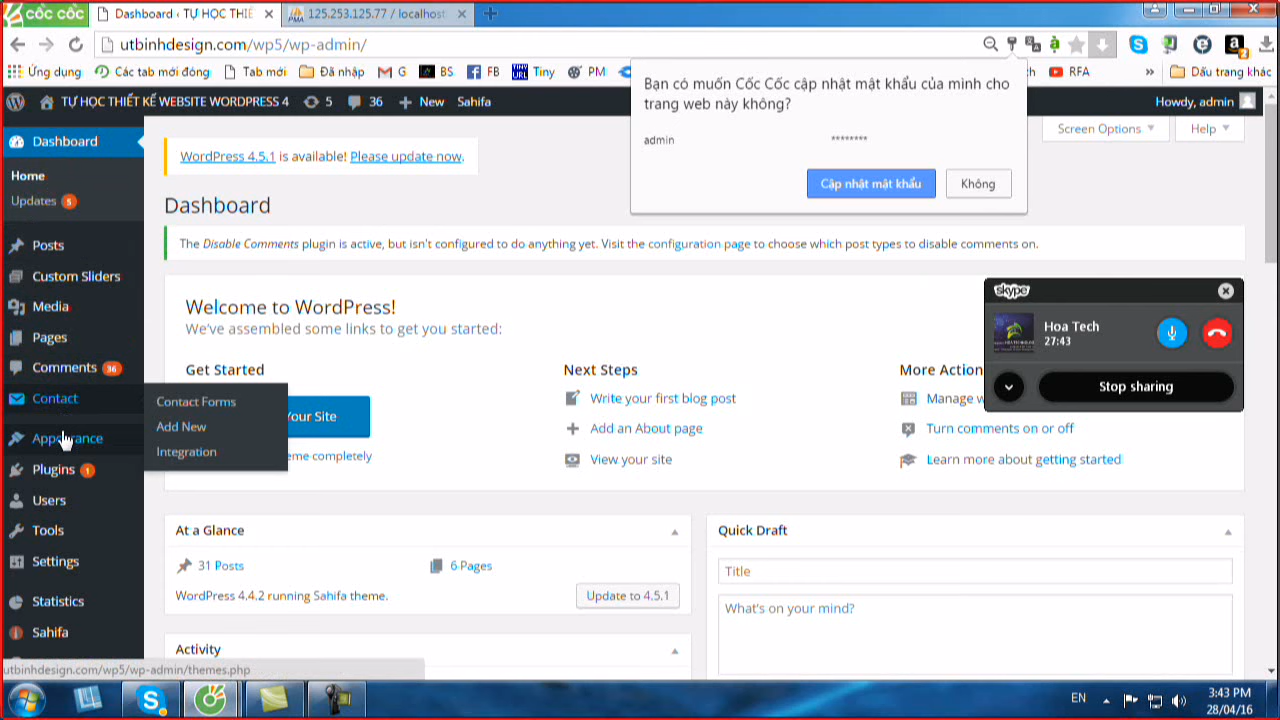 cốc cốc
Dashboard ‹ TỰ HỌC THIẾ
125.253.125.77 / localhost
utbinhdesign.com/wp5/wp-admin/
Ứng dụng
Các tab mới đóng
Tab mới
Đã nhập
G
BS
FB
Tiny
PM
RFA
»
Dấu trang khác
TỰ HỌC THIẾT KẾ WEBSITE WORDPRESS 4
5
36
New
Sahifa
Howdy, admin
Bạn có muốn Cốc Cốc cập nhật mật khẩu của mình cho
trang web này không?
admin
********
Cập nhật mật khẩu
Không
Screen Options
Help
Dashboard
Home
Updates 5
Posts
Custom Sliders
Media
Pages
Comments 36
Contact
Appearance
Plugins 1
Users
Tools
Settings
Statistics
Sahifa
Contact Forms
Add New
Integration
WordPress 4.5.1 is available! Please update now.
Dashboard
The Disable Comments plugin is active, but isn't configured to do anything yet. Visit the configuration page to choose which post types to disable comments on.
Welcome to WordPress!
We've assembled some links to get you started:
Get Started
Your Site
eme completely
Next Steps
Write your first blog post
Add an About page
View your site
More Action
Manage w
Turn comments on or off
Learn more about getting started
skype
Hoa Tech
27:43
Stop sharing
At a Glance
31 Posts
6 Pages
WordPress 4.4.2 running Sahifa theme.
Update to 4.5.1
Activity
Quick Draft
Title
What's on your mind?
utbinhdesign.com/wp5/wp-admin/themes.php
EN
3:43 PM
28/04/16